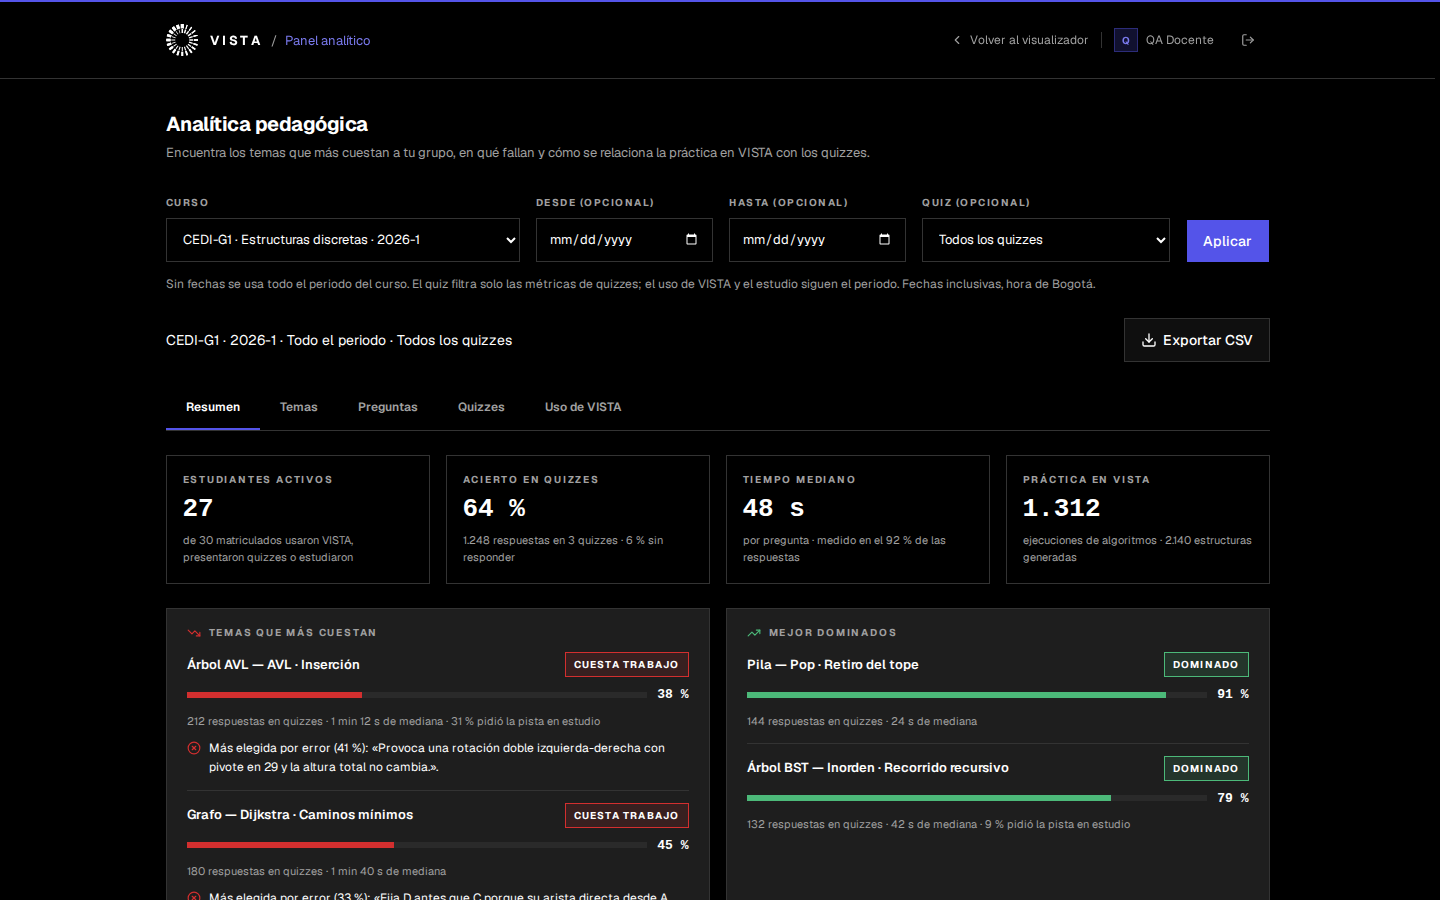 VISTA / Panel analítico
Volver al visualizador
Q QA Docente
Analítica pedagógica
Encuentra los temas que más cuestan a tu grupo, en qué fallan y cómo se relaciona la práctica en VISTA con los quizzes.
CURSO
DESDE (OPCIONAL)
HASTA (OPCIONAL)
QUIZ (OPCIONAL)
CEDI-G1 · Estructuras discretas · 2026-1
mm/dd/yyyy
mm/dd/yyyy
Todos los quizzes
Aplicar
Sin fechas se usa todo el periodo del curso. El quiz filtra solo las métricas de quizzes; el uso de VISTA y el estudio siguen el periodo. Fechas inclusivas, hora de Bogotá.
CEDI-G1 · 2026-1 · Todo el periodo · Todos los quizzes
Exportar CSV
Resumen
Temas
Preguntas
Quizzes
Uso de VISTA
ESTUDIANTES ACTIVOS
27
de 30 matriculados usaron VISTA,
presentaron quizzes o estudiaron
ACIERTO EN QUIZZES
64 %
1.248 respuestas en 3 quizzes · 6 % sin
responder
TIEMPO MEDIANO
48 s
por pregunta · medido en el 92 % de las
respuestas
PRÁCTICA EN VISTA
1.312
ejecuciones de algoritmos · 2.140 estructuras
generadas
TEMAS QUE MÁS CUESTAN
Árbol AVL — AVL · Inserción
CUESTA TRABAJO
38 %
212 respuestas en quizzes · 1 min 12 s de mediana · 31 % pidió la pista en estudio
Más elegida por error (41 %): «Provoca una rotación doble izquierda-derecha con
pivote en 29 y la altura total no cambia.».
Grafo — Dijkstra · Caminos mínimos
CUESTA TRABAJO
45 %
180 respuestas en quizzes · 1 min 40 s de mediana
Más elegida por error (33 %): «Fija D antes que C porque su arista directa desde A
MEJOR DOMINADOS
Pila — Pop · Retiro del tope
DOMINADO
91 %
144 respuestas en quizzes · 24 s de mediana
Árbol BST — Inorden · Recorrido recursivo
DOMINADO
79 %
132 respuestas en quizzes · 42 s de mediana · 9 % pidió la pista en estudio